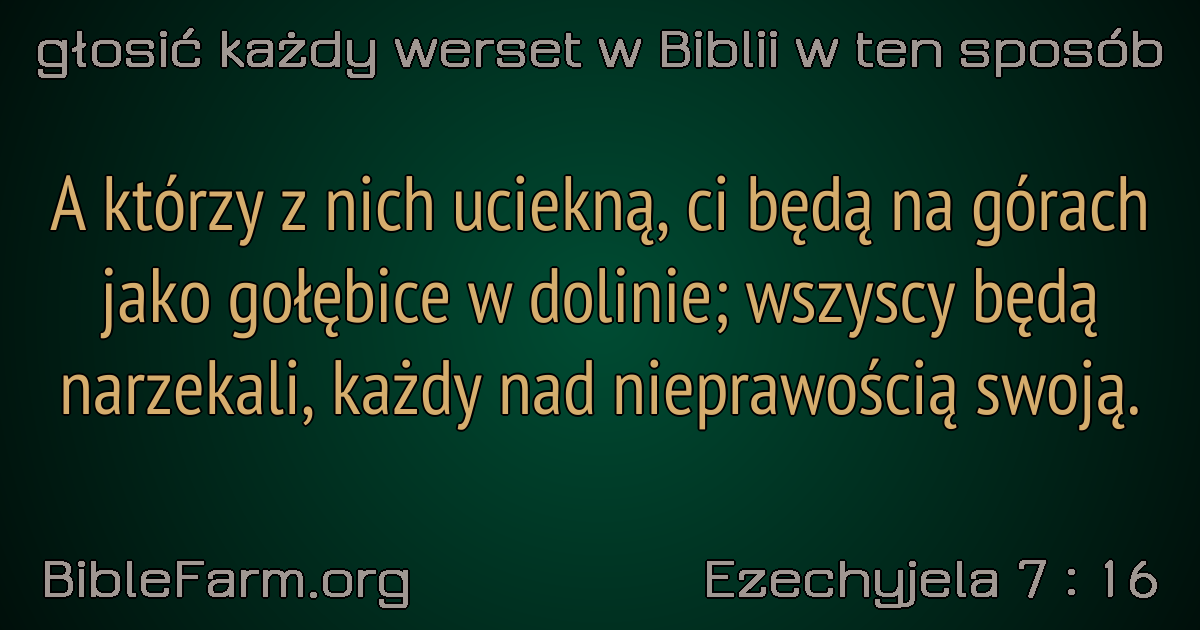 głosić każdy werset w Biblii w ten sposób
A którzy z nich uciekną, ci będą na górach
jako gołębice w dolinie; wszyscy będą
narzekali, każdy nad nieprawością swoją.
BibleFarm.org
Ezechyjela 7 : 16